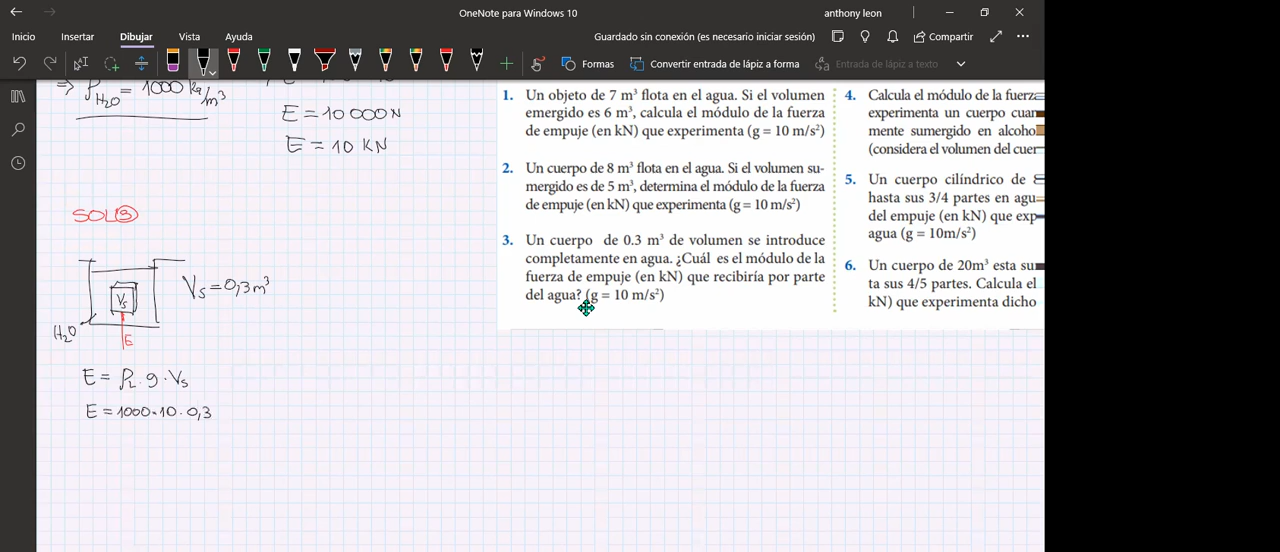 OneNote para Windows 10
anthony leon
Inicio Insertar Dibujar Vista Ayuda
Guardado sin conexión (es necesario iniciar sesión)
Compartir
Formas
Convertir entrada de lápiz a forma
Entrada de lápiz a texto
⇒ ρH₂O = 1000 kg/m³
E = 10 000 N
E = 10 KN
SOL 3
Vs
Vs = 0,3 m³
H₂O
E
E = ρL · g · Vs
E = 1000 · 10 · 0,3
1. Un objeto de 7 m³ flota en el agua. Si el volumen
emergido es 6 m³, calcula el módulo de la fuerza
de empuje (en kN) que experimenta (g = 10 m/s²)
2. Un cuerpo de 8 m³ flota en el agua. Si el volumen su-
mergido es de 5 m³, determina el módulo de la fuerza
de empuje (en kN) que experimenta (g = 10 m/s²)
3. Un cuerpo de 0.3 m³ de volumen se introduce
completamente en agua. ¿Cuál es el módulo de la
fuerza de empuje (en kN) que recibiría por parte
del agua? (g = 10 m/s²)
4. Calcula el módulo de la fuerza
experimenta un cuerpo cuan
mente sumergido en alcoho
(considera el volumen del cuer
5. Un cuerpo cilíndrico de
hasta sus 3/4 partes en agu
del empuje (en kN) que exp
agua (g = 10m/s²)
6. Un cuerpo de 20m³ esta su
ta sus 4/5 partes. Calcula el
kN) que experimenta dicho